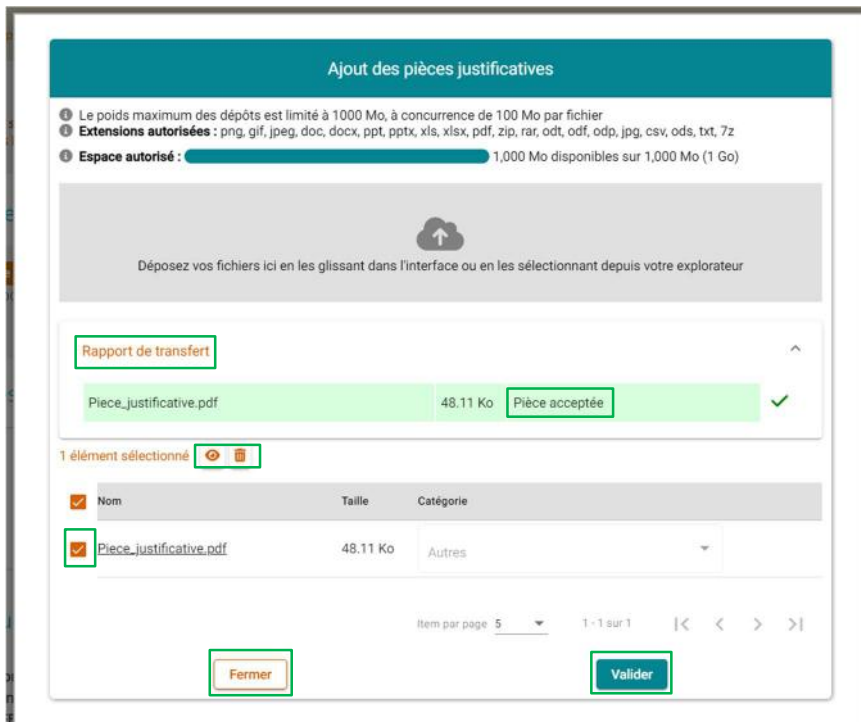 Ajout des pièces justificatives
Le poids maximum des dépôts est limité à 1000 Mo, à concurrence de 100 Mo par fichier
Extensions autorisées : png, gif, jpeg, doc, docx, ppt, pptx, xls, xlsx, pdf, zip, rar, odt, odf, odp, jpg, csv, ods, txt, 7z
Espace autorisé : 1,000 Mo disponibles sur 1,000 Mo (1 Go)
Déposez vos fichiers ici en les glissant dans l'interface ou en les sélectionnant depuis votre explorateur
Rapport de transfert
Piece_justificative.pdf 48.11 Ko Pièce acceptée
1 élément sélectionné
Nom Taille Catégorie
Piece_justificative.pdf 48.11 Ko Autres
Item par page 5 1 - 1 sur 1
Fermer Valider